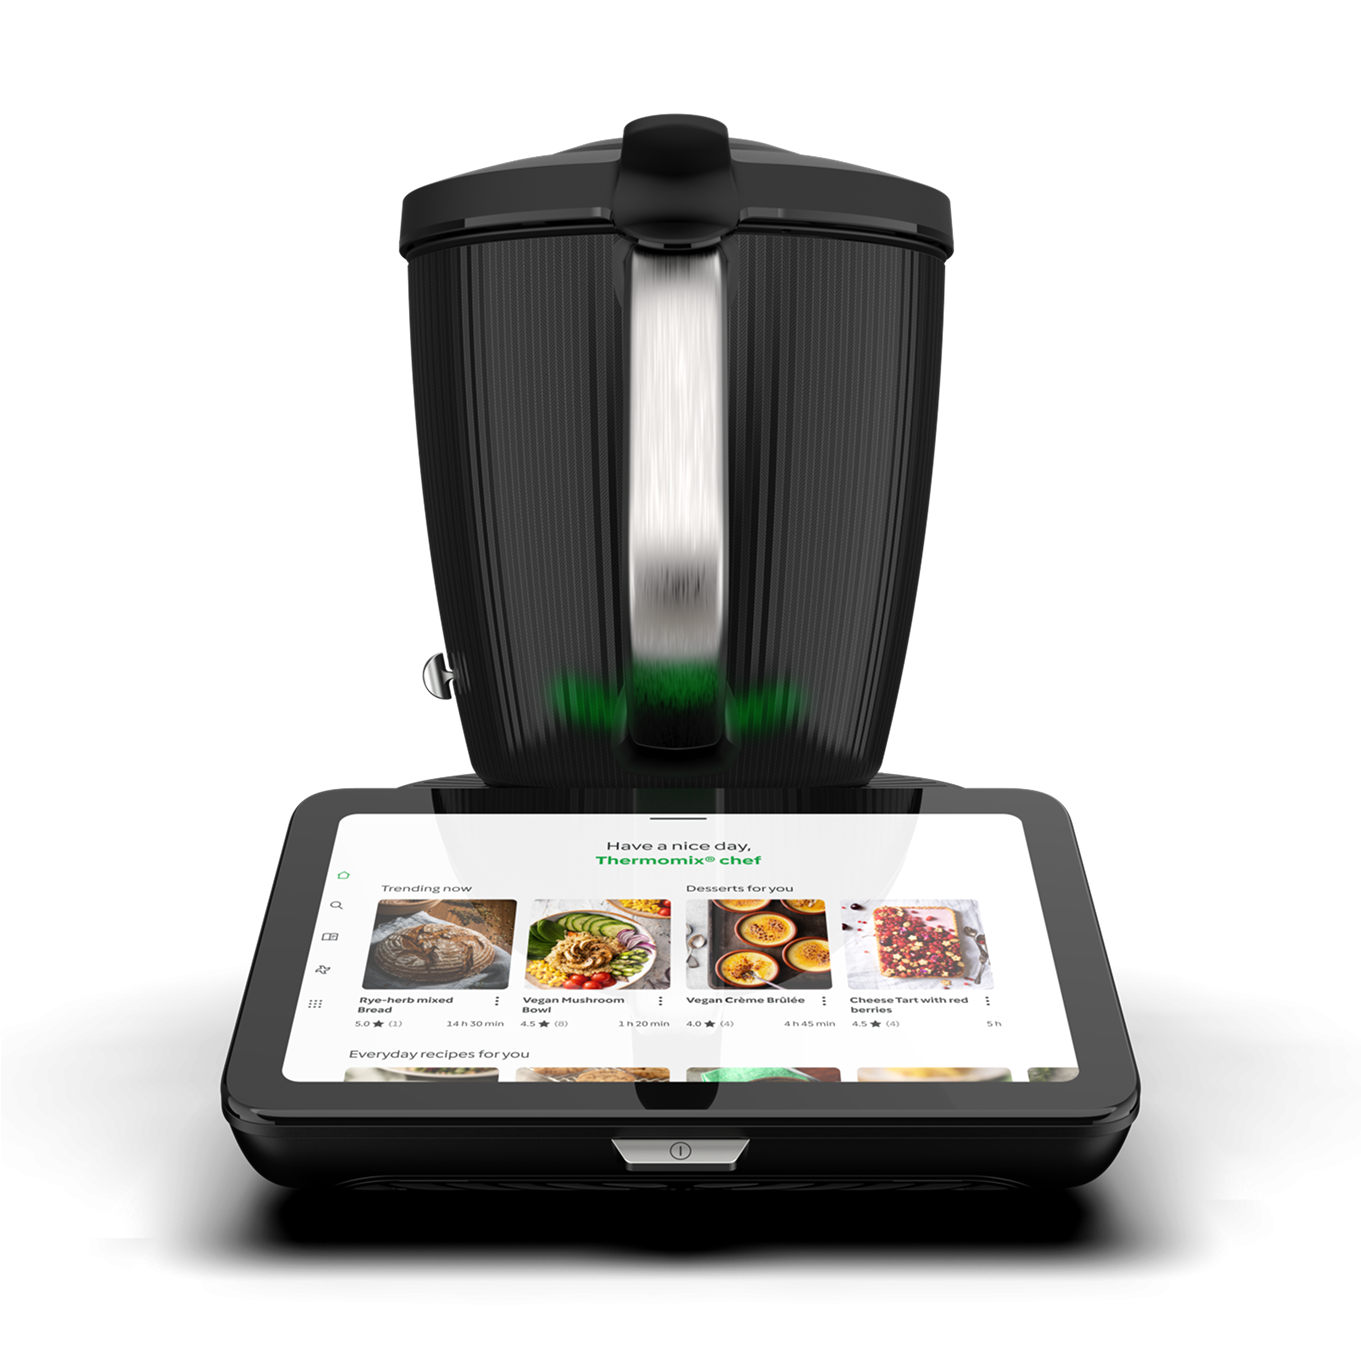 Have a nice day,
Thermomix® chef
Trending now
Desserts for you
Rye-herb mixed
Bread
5.0 ★ (1) 14 h 30 min
Vegan Mushroom
Bowl
4.5 ★ (8) 1 h 20 min
Vegan Crème Brûlée
4.0 ★ (4) 4 h 45 min
Cheese Tart with red
berries
4.5 ★ (4) 5 h
Everyday recipes for you